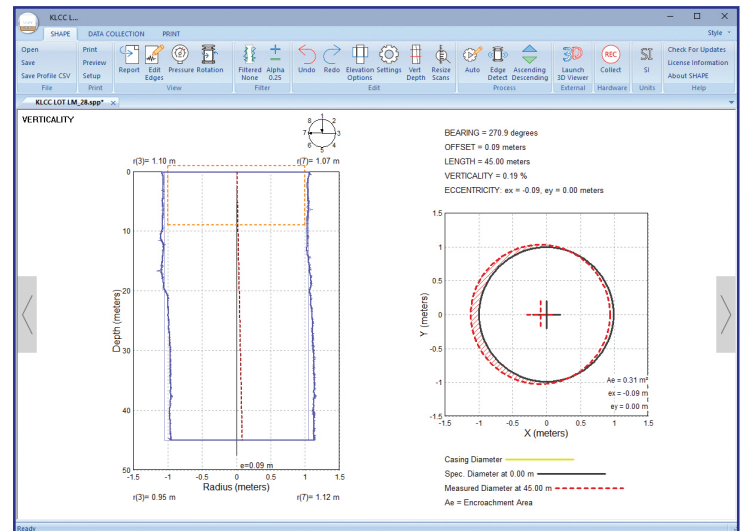 KLCC L...
SHAPE DATA COLLECTION PRINT Style
Open Print Report Edit Edges Pressure Rotation Filtered None Alpha 0.25 Undo Redo Elevation Options Settings Vert Depth Resize Scans Auto Edge Detect Ascending Descending Launch 3D Viewer REC Collect SI SI Check For Updates
Save Preview License Information
Save Profile CSV Setup About SHAPE
File Print View Filter Edit Process External Hardware Units Help
KLCC LOT LM_28.spp* x
VERTICALITY
8 1 2
7 3
6 5 4
r(3)= 1.10 m r(7)= 1.07 m
0
10
20
30
40
50
Depth (meters)
-1.5 -1 -0.5 0 0.5 1 1.5
e=0.09 m
Radius (meters)
r(3)= 0.95 m r(7)= 1.12 m
BEARING = 270.9 degrees
OFFSET = 0.09 meters
LENGTH = 45.00 meters
VERTICALITY = 0.19 %
ECCENTRICITY: ex = -0.09, ey = 0.00 meters
1.5
1
0.5
0
-0.5
-1
-1.5
Y (meters)
Ae = 0.31 m²
ex = -0.09 m
ey = 0.00 m
-1.5 -1 -0.5 0 0.5 1 1.5
X (meters)
Casing Diameter
Spec. Diameter at 0.00 m
Measured Diameter at 45.00 m
Ae = Encroachment Area
Ready